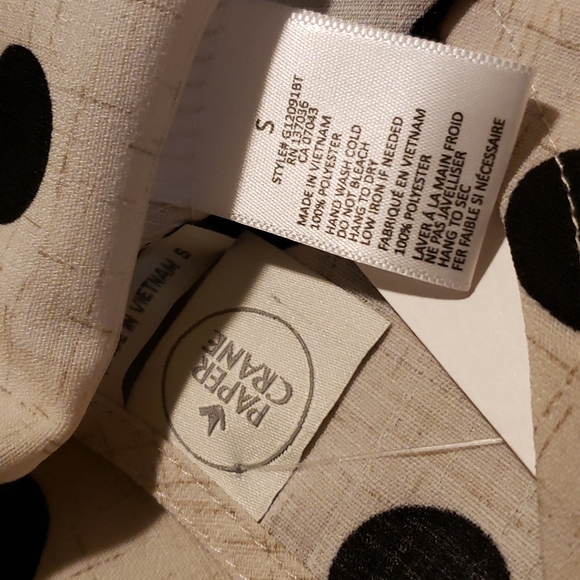 S
STYLE# G12091BT
RN 137036
CA 07043
MADE IN VIETNAM
100% POLYESTER
HAND WASH COLD
DO NOT BLEACH
HANG TO DRY
LOW IRON IF NEEDED
FABRIQUE EN VIETNAM
100% POLYESTER
LAVER À LA MAIN FROID
NE PAS JAVELLISER
HANG TO SEC
FER FAIBLE SI NÉCESSAIRE
IN VIETNAM S
PAPER
CRANE